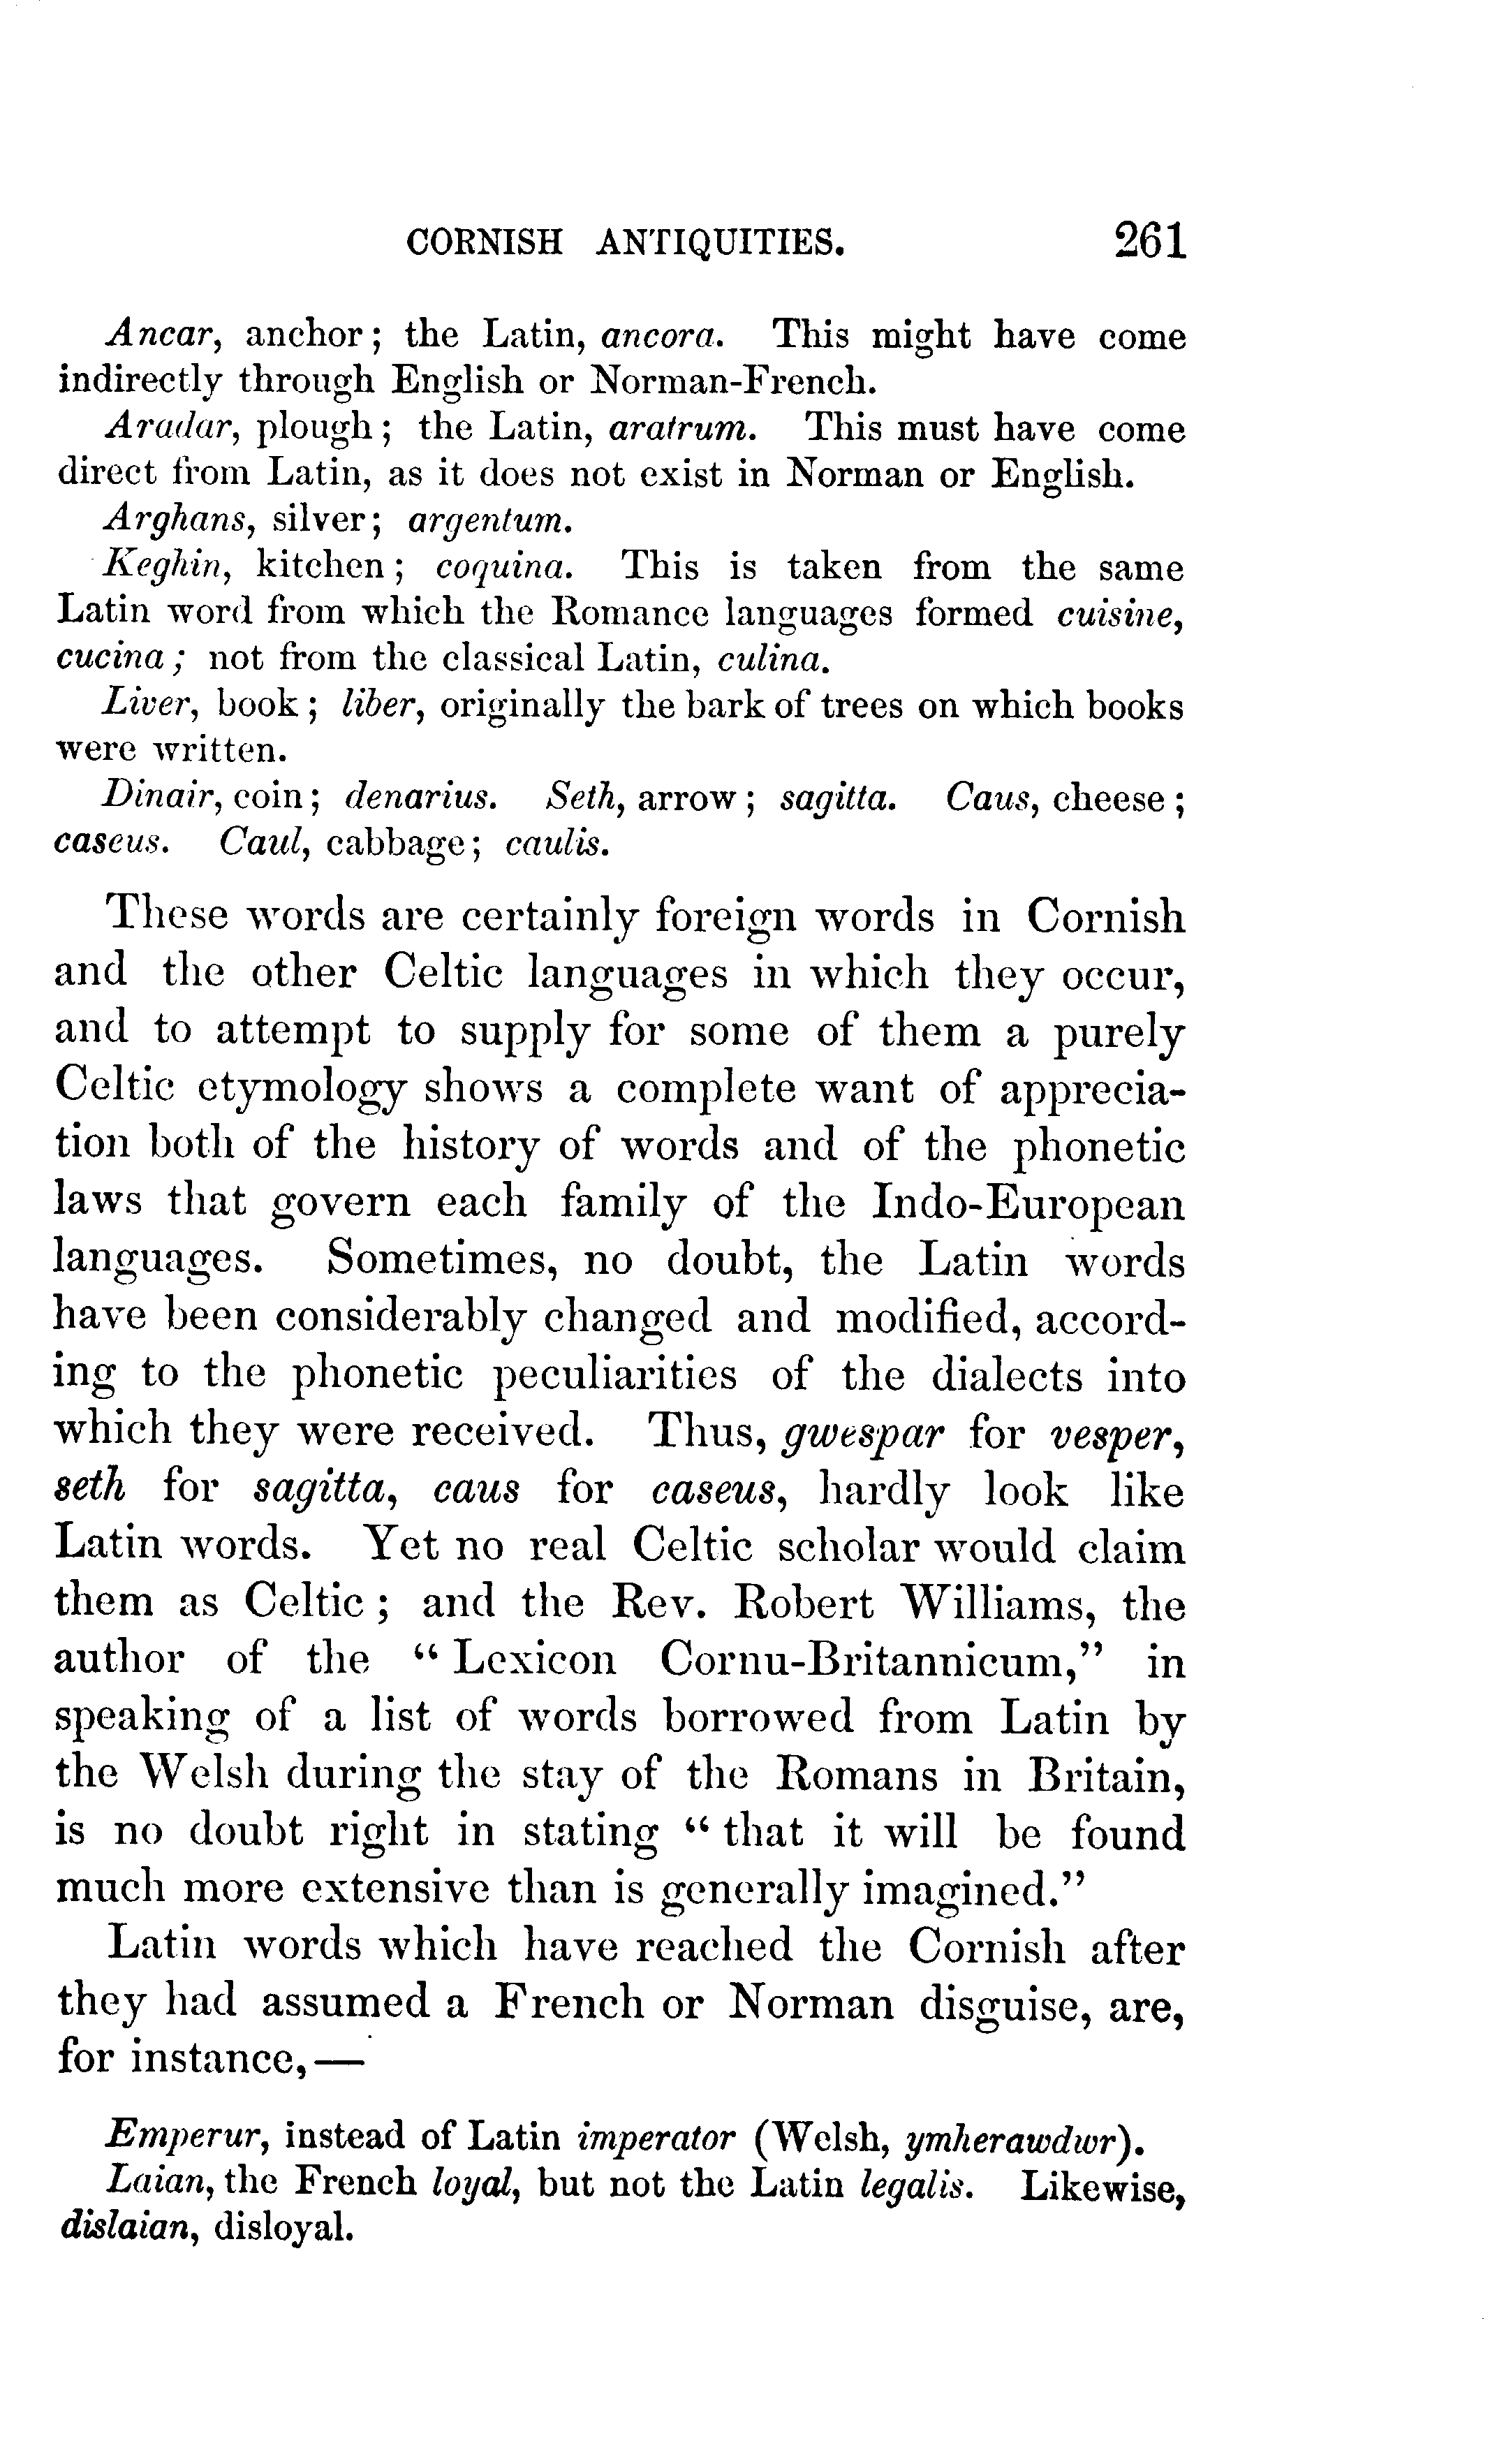 CORNISH ANTIQUITIES. 261
Ancar, anchor; the Latin, ancora. This might have come
indirectly through English or Norman-French.
Aradar, plough; the Latin, aratrum. This must have come
direct from Latin, as it does not exist in Norman or English.
Arghans, silver; argentum.
Keghin, kitchen; coquina. This is taken from the same
Latin word from which the Romance languages formed cuisine,
cucina; not from the classical Latin, culina.
Liver, book; liber, originally the bark of trees on which books
were written.
Dinair, coin; denarius. Seth, arrow; sagitta. Caus, cheese;
caseus. Caul, cabbage; caulis.
These words are certainly foreign words in Cornish
and the other Celtic languages in which they occur,
and to attempt to supply for some of them a purely
Celtic etymology shows a complete want of apprecia-
tion both of the history of words and of the phonetic
laws that govern each family of the Indo-European
languages. Sometimes, no doubt, the Latin words
have been considerably changed and modified, accord-
ing to the phonetic peculiarities of the dialects into
which they were received. Thus, gwespar for vesper,
seth for sagitta, caus for caseus, hardly look like
Latin words. Yet no real Celtic scholar would claim
them as Celtic; and the Rev. Robert Williams, the
author of the "Lexicon Cornu-Britannicum," in
speaking of a list of words borrowed from Latin by
the Welsh during the stay of the Romans in Britain,
is no doubt right in stating "that it will be found
much more extensive than is generally imagined."
Latin words which have reached the Cornish after
they had assumed a French or Norman disguise, are,
for instance,—
Emperur, instead of Latin imperator (Welsh, ymherawdwr).
Laian, the French loyal, but not the Latin legalis. Likewise,
dislaian, disloyal.